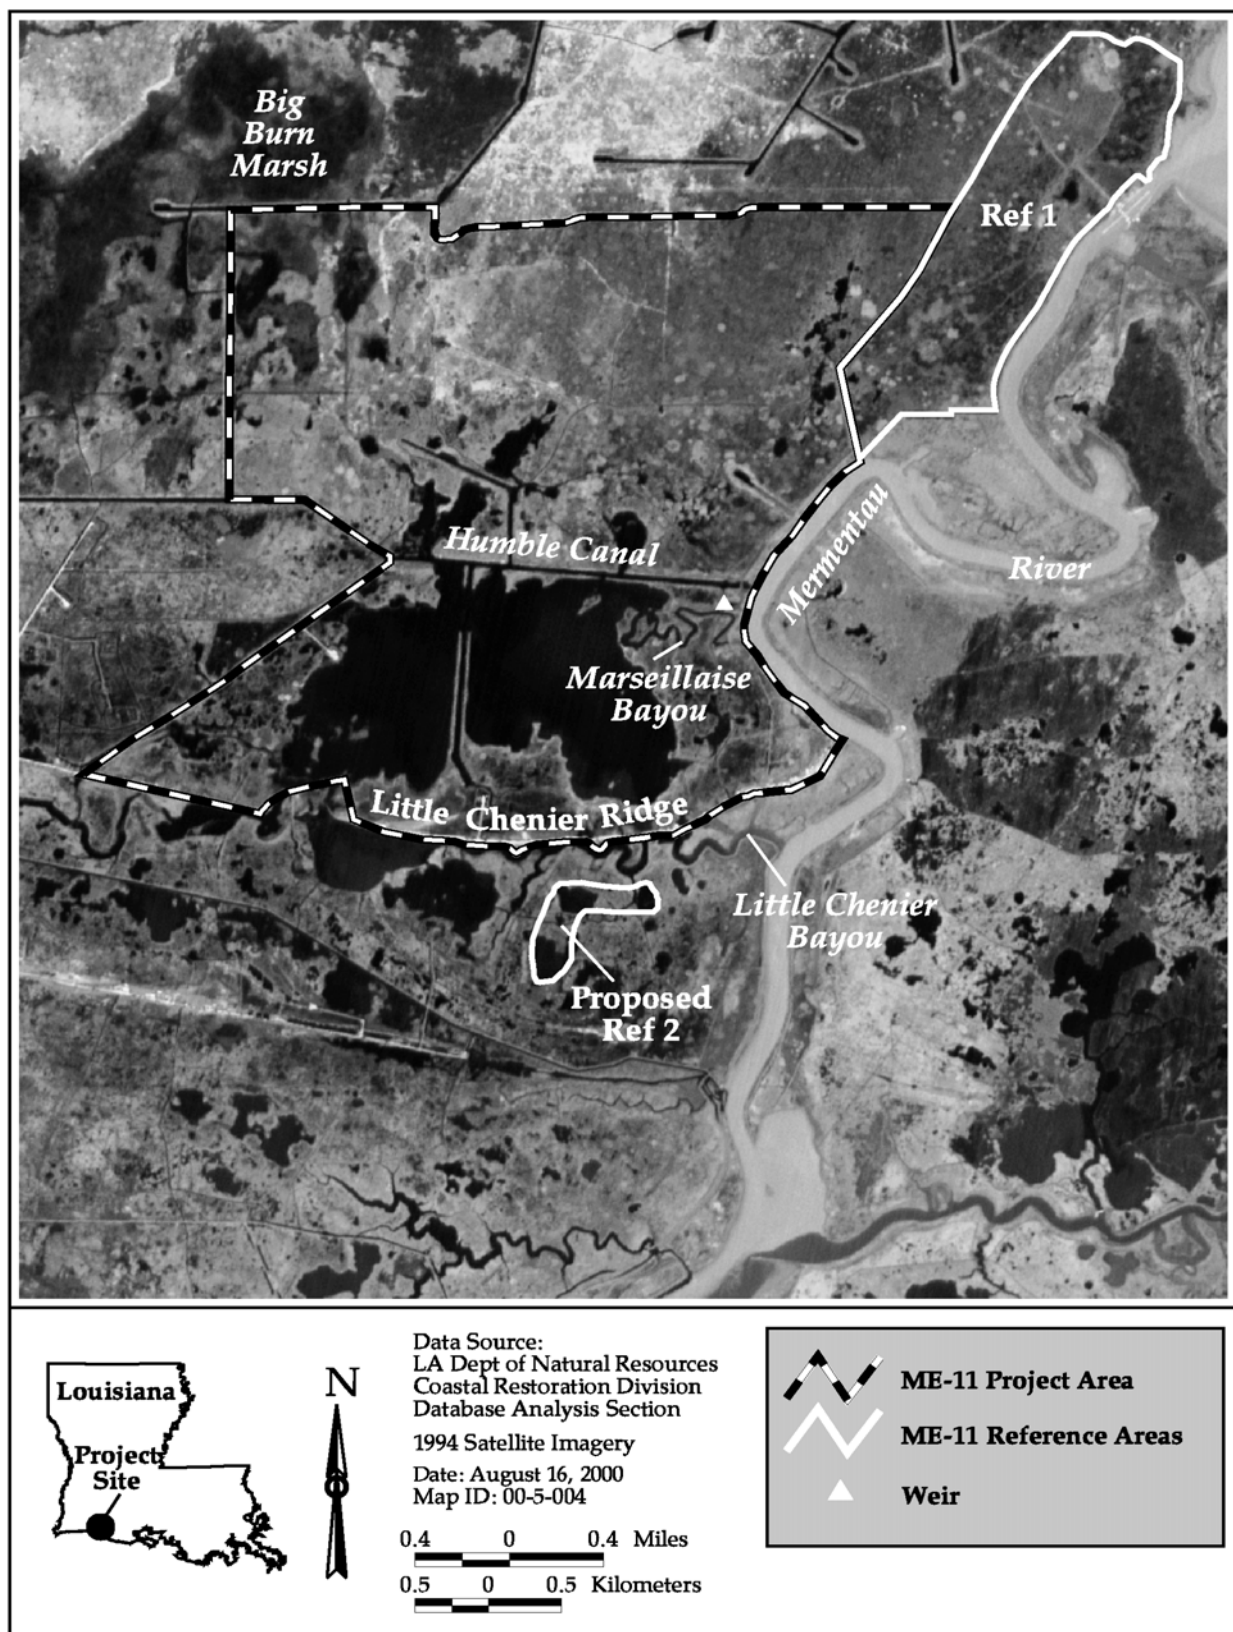 Big
Burn
Marsh
Ref 1
Humble Canal
Mermentau
River
Marseillaise
Bayou
Little Chenier Ridge
Little Chenier
Bayou
Proposed
Ref 2
Louisiana
Project
Site
N
Data Source:
LA Dept of Natural Resources
Coastal Restoration Division
Database Analysis Section
1994 Satellite Imagery
Date: August 16, 2000
Map ID: 00-5-004
0.4 0 0.4 Miles
0.5 0 0.5 Kilometers
ME-11 Project Area
ME-11 Reference Areas
Weir